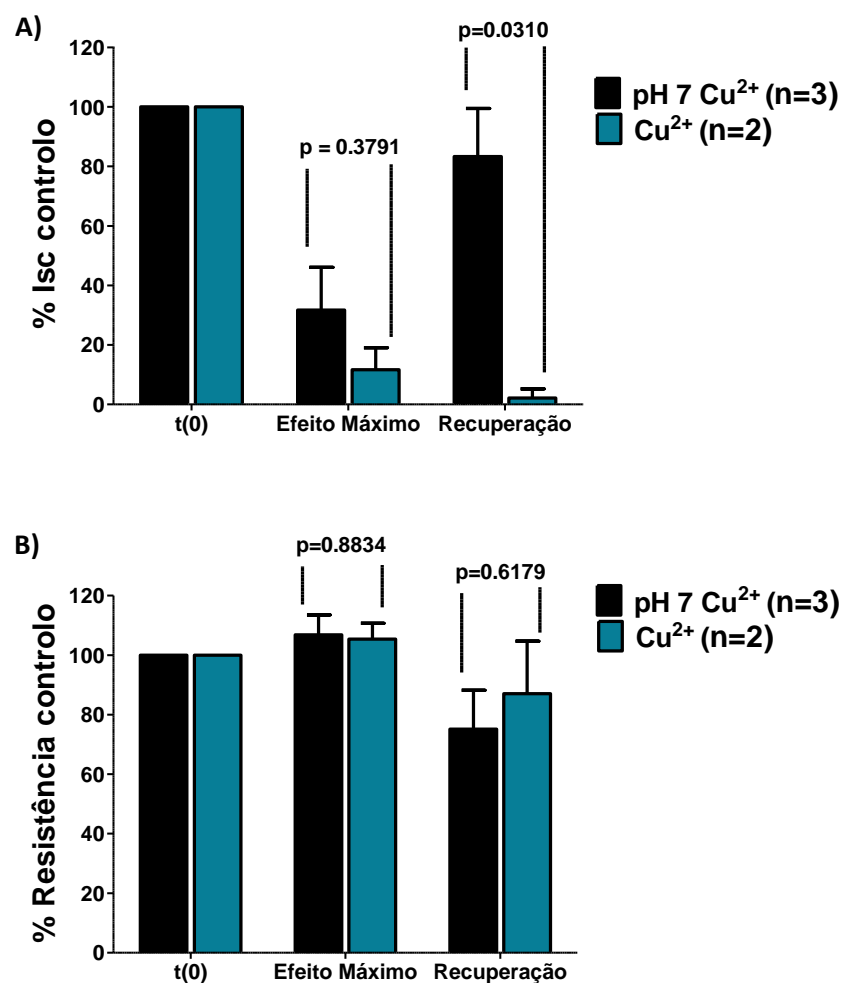 A)
p=0.0310
p = 0.3791
pH 7 Cu²⁺ (n=3)
Cu²⁺ (n=2)
% Isc controlo
120
100
80
60
40
20
0
t(0) Efeito Máximo Recuperação
B)
p=0.8834
p=0.6179
pH 7 Cu²⁺ (n=3)
Cu²⁺ (n=2)
% Resistência controlo
120
100
80
60
40
20
0
t(0) Efeito Máximo Recuperação